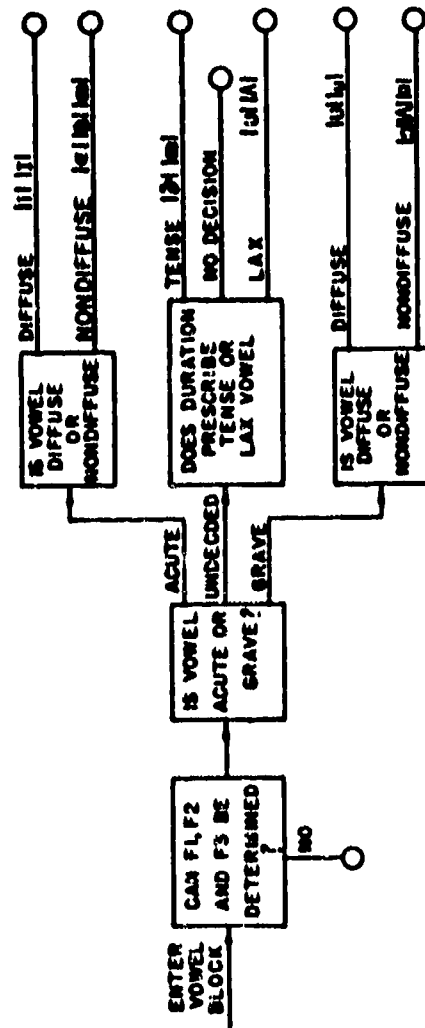 ENTER
VOWEL
BLOCK
CAN F1, F2
AND F3 BE
DETERMINED
?
NO
IS VOWEL
ACUTE OR
GRAVE?
ACUTE
UNDECDED
GRAVE
IS VOWEL
DIFFUSE
OR
NONDIFFUSE
DIFFUSE
NONDIFFUSE
DOES DURATION
PRESCRIBE
TENSE OR
LAX VOWEL
TENSE
NO DECISION
LAX
IS VOWEL
DIFFUSE
OR
NONDIFFUSE
DIFFUSE
NONDIFFUSE